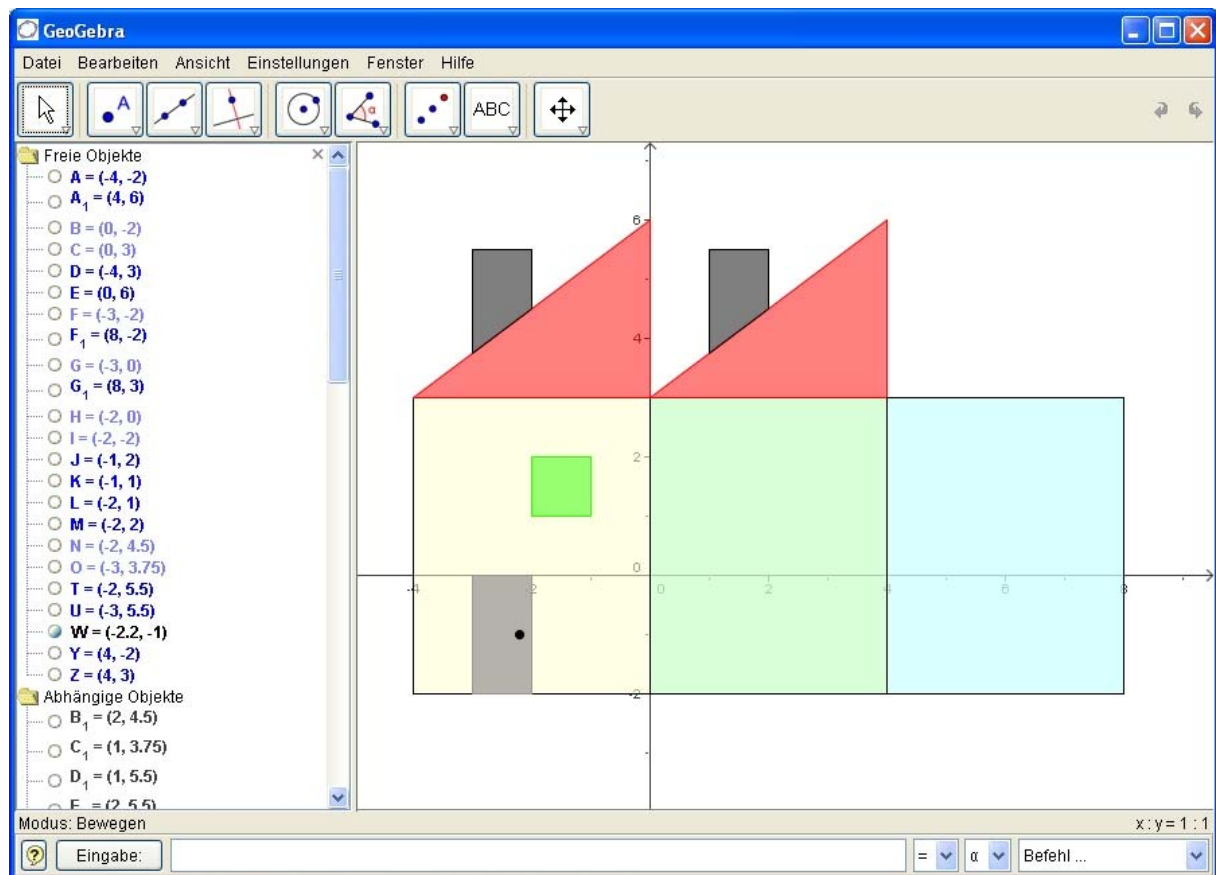 GeoGebra
Datei Bearbeiten Ansicht Einstellungen Fenster Hilfe
A α ABC
Freie Objekte
A = (-4, -2)
A1 = (4, 6)
B = (0, -2)
C = (0, 3)
D = (-4, 3)
E = (0, 6)
F = (-3, -2)
F1 = (8, -2)
G = (-3, 0)
G1 = (8, 3)
H = (-2, 0)
I = (-2, -2)
J = (-1, 2)
K = (-1, 1)
L = (-2, 1)
M = (-2, 2)
N = (-2, 4.5)
O = (-3, 3.75)
T = (-2, 5.5)
U = (-3, 5.5)
W = (-2.2, -1)
Y = (4, -2)
Z = (4, 3)
Abhängige Objekte
B1 = (2, 4.5)
C1 = (1, 3.75)
D1 = (1, 5.5)
E = (2, 5.5)
6
4
2
0
-4 -2 0 2 4 6 8
-2
Modus: Bewegen
x : y = 1 : 1
? Eingabe: = α Befehl ...